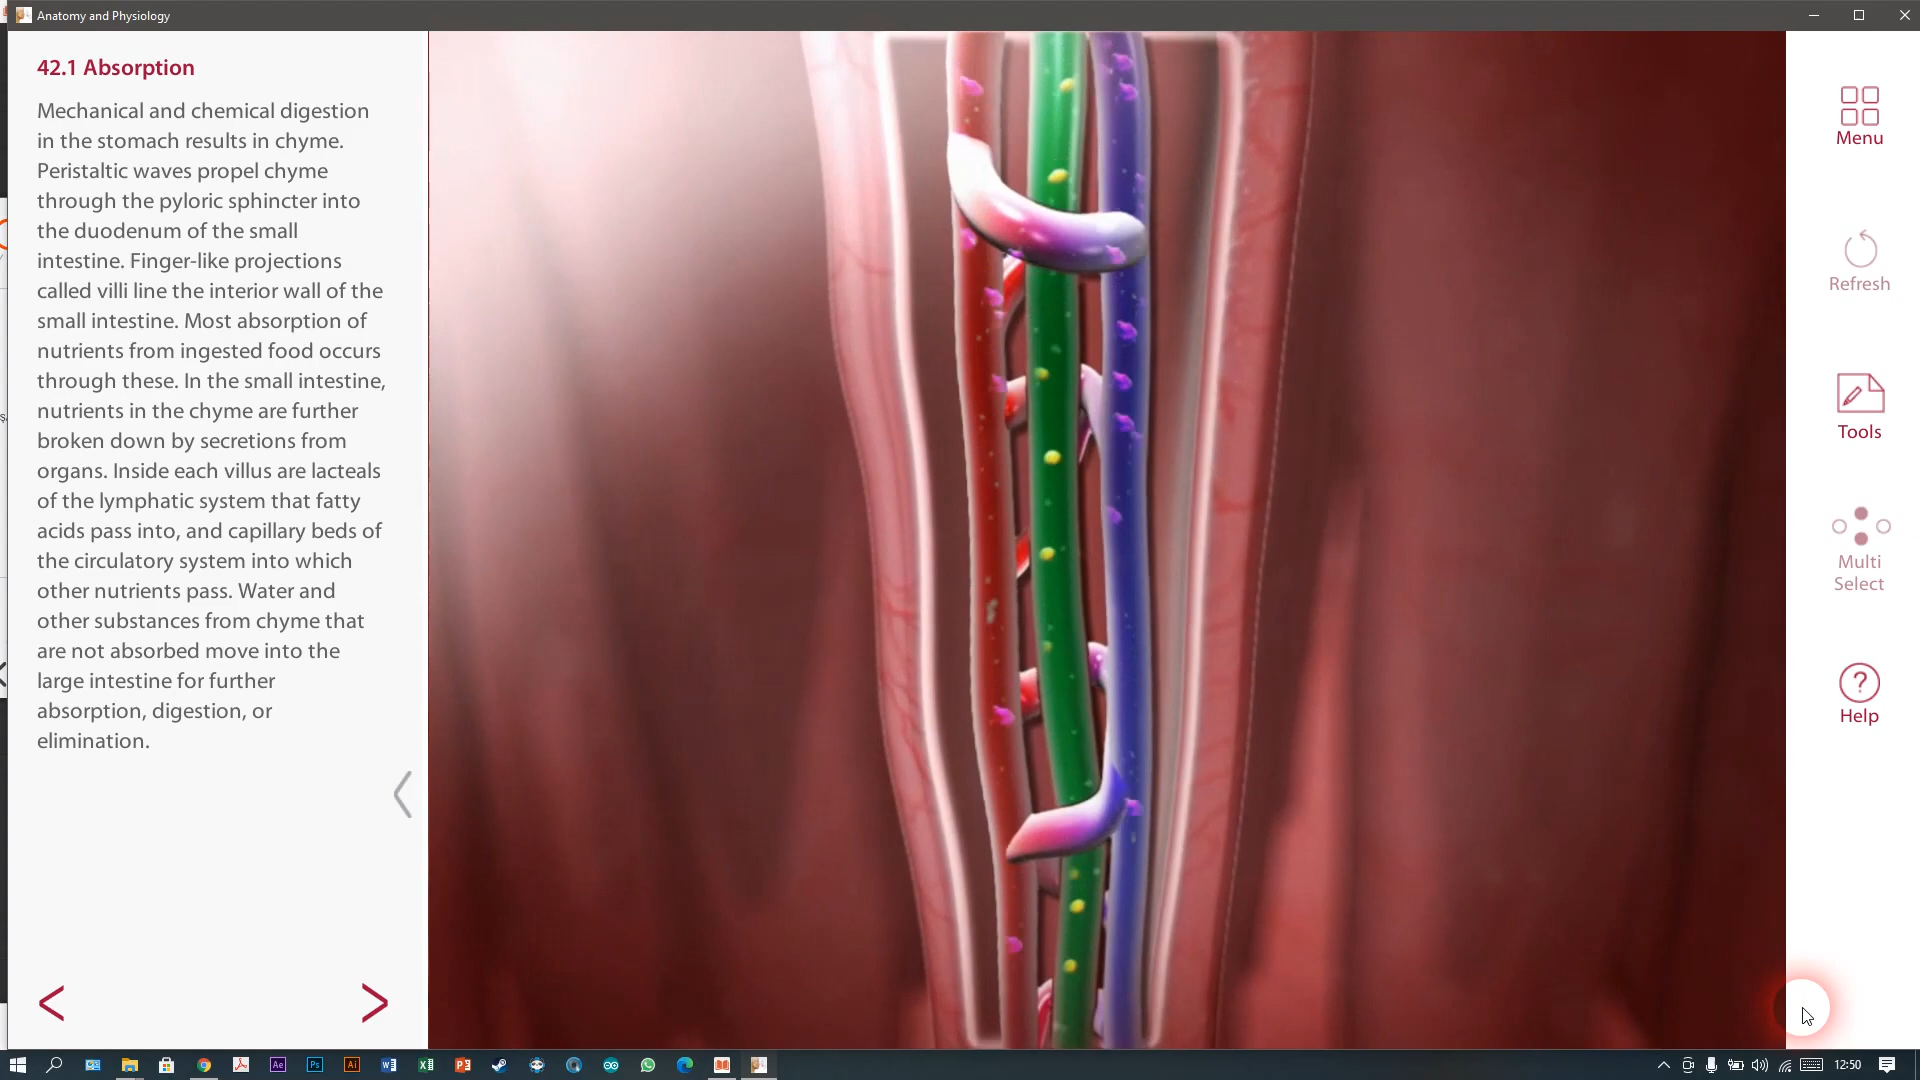 Anatomy and Physiology
42.1 Absorption
Mechanical and chemical digestion
in the stomach results in chyme.
Peristaltic waves propel chyme
through the pyloric sphincter into
the duodenum of the small
intestine. Finger-like projections
called villi line the interior wall of the
small intestine. Most absorption of
nutrients from ingested food occurs
through these. In the small intestine,
nutrients in the chyme are further
broken down by secretions from
organs. Inside each villus are lacteals
of the lymphatic system that fatty
acids pass into, and capillary beds of
the circulatory system into which
other nutrients pass. Water and
other substances from chyme that
are not absorbed move into the
large intestine for further
absorption, digestion, or
elimination.
Menu
Refresh
Tools
Multi
Select
Help
Ae
Ps
Ai
12:50